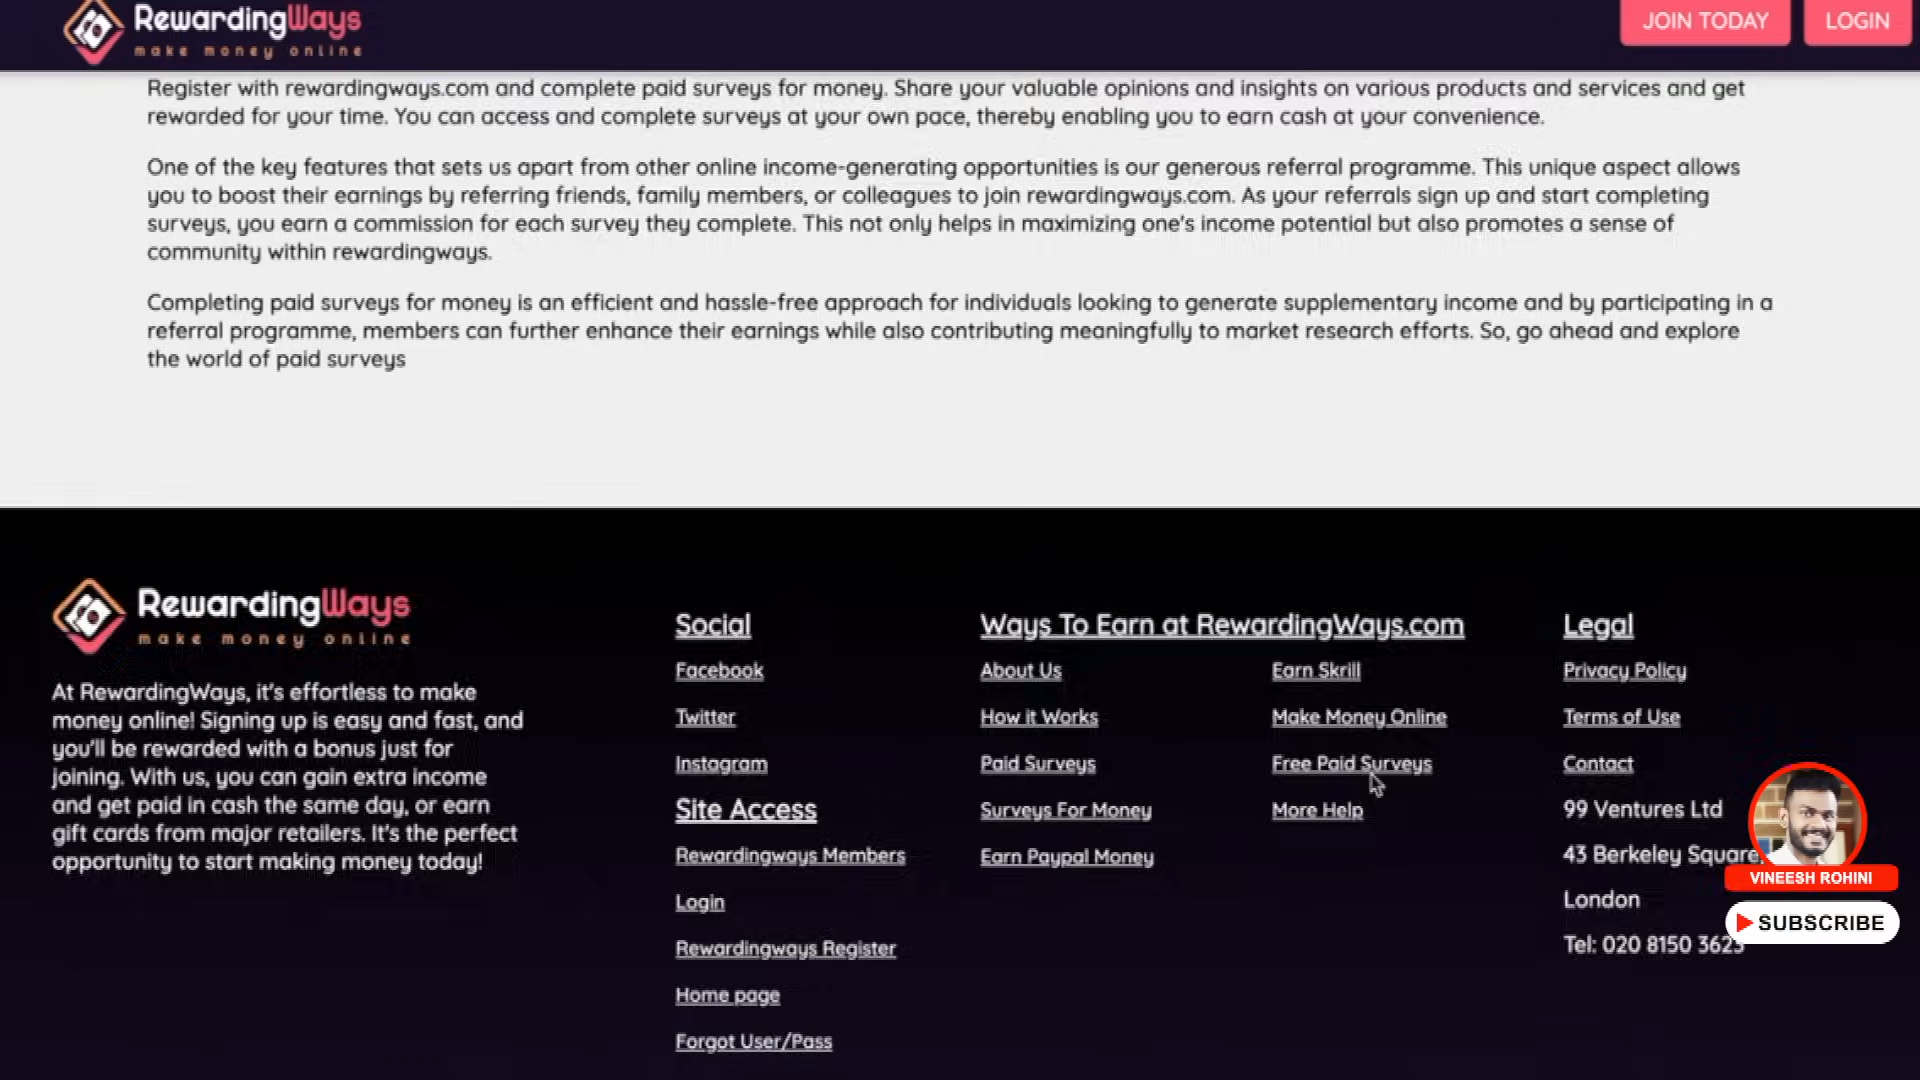 RewardingWays
make money online
JOIN TODAY
LOGIN
Register with rewardingways.com and complete paid surveys for money. Share your valuable opinions and insights on various products and services and get
rewarded for your time. You can access and complete surveys at your own pace, thereby enabling you to earn cash at your convenience.
One of the key features that sets us apart from other online income-generating opportunities is our generous referral programme. This unique aspect allows
you to boost their earnings by referring friends, family members, or colleagues to join rewardingways.com. As your referrals sign up and start completing
surveys, you earn a commission for each survey they complete. This not only helps in maximizing one's income potential but also promotes a sense of
community within rewardingways.
Completing paid surveys for money is an efficient and hassle-free approach for individuals looking to generate supplementary income and by participating in a
referral programme, members can further enhance their earnings while also contributing meaningfully to market research efforts. So, go ahead and explore
the world of paid surveys
RewardingWays
make money online
At RewardingWays, it's effortless to make
money online! Signing up is easy and fast, and
you'll be rewarded with a bonus just for
joining. With us, you can gain extra income
and get paid in cash the same day, or earn
gift cards from major retailers. It's the perfect
opportunity to start making money today!
Social
Facebook
Twitter
Instagram
Site Access
Rewardingways Members
Login
Rewardingways Register
Home page
Forgot User/Pass
Ways To Earn at RewardingWays.com
About Us
How it Works
Paid Surveys
Surveys For Money
Earn Paypal Money
Earn Skrill
Make Money Online
Free Paid Surveys
More Help
Legal
Privacy Policy
Terms of Use
Contact
99 Ventures Ltd
43 Berkeley Square,
London
Tel: 020 8150 3623
VINEESH ROHINI
SUBSCRIBE